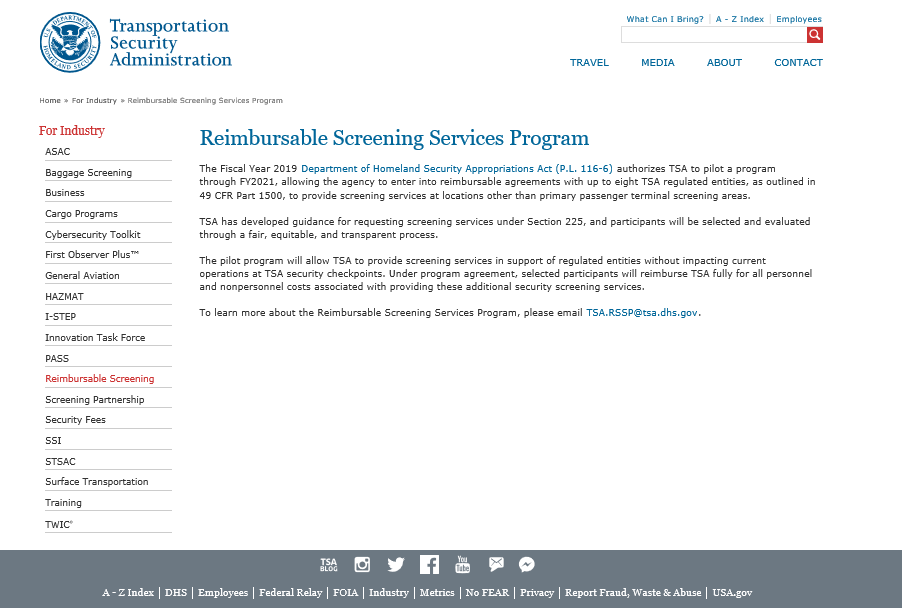 Transportation
Security
Administration
What Can I Bring? | A - Z Index | Employees
TRAVEL MEDIA ABOUT CONTACT
Home » For Industry » Reimbursable Screening Services Program
For Industry
ASAC
Baggage Screening
Business
Cargo Programs
Cybersecurity Toolkit
First Observer Plus™
General Aviation
HAZMAT
I-STEP
Innovation Task Force
PASS
Reimbursable Screening
Screening Partnership
Security Fees
SSI
STSAC
Surface Transportation
Training
TWIC®
Reimbursable Screening Services Program
The Fiscal Year 2019 Department of Homeland Security Appropriations Act (P.L. 116-6) authorizes TSA to pilot a program
through FY2021, allowing the agency to enter into reimbursable agreements with up to eight TSA regulated entities, as outlined in
49 CFR Part 1500, to provide screening services at locations other than primary passenger terminal screening areas.
TSA has developed guidance for requesting screening services under Section 225, and participants will be selected and evaluated
through a fair, equitable, and transparent process.
The pilot program will allow TSA to provide screening services in support of regulated entities without impacting current
operations at TSA security checkpoints. Under program agreement, selected participants will reimburse TSA fully for all personnel
and nonpersonnel costs associated with providing these additional security screening services.
To learn more about the Reimbursable Screening Services Program, please email TSA.RSSP@tsa.dhs.gov.
TSA
BLOG
You
Tube
A - Z Index | DHS | Employees | Federal Relay | FOIA | Industry | Metrics | No FEAR | Privacy | Report Fraud, Waste & Abuse | USA.gov